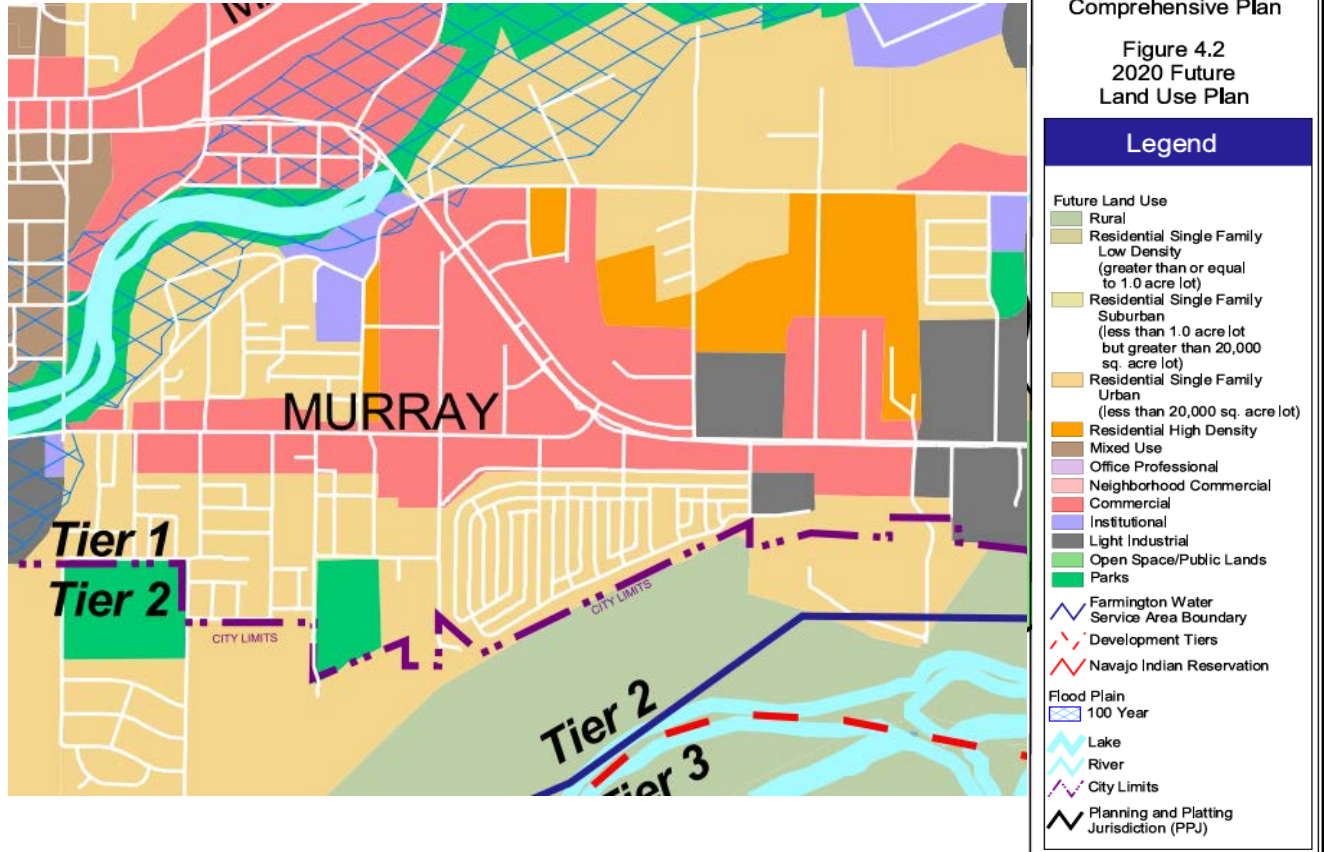 MURRAY
Tier 1
Tier 2
CITY LIMITS
CITY LIMITS
Tier 2
Tier 3
Comprehensive Plan
Figure 4.2
2020 Future
Land Use Plan
Legend
Future Land Use
Rural
Residential Single Family
Low Density
(greater than or equal
to 1.0 acre lot)
Residential Single Family
Suburban
(less than 1.0 acre lot
but greater than 20,000
sq. acre lot)
Residential Single Family
Urban
(less than 20,000 sq. acre lot)
Residential High Density
Mixed Use
Office Professional
Neighborhood Commercial
Commercial
Institutional
Light Industrial
Open Space/Public Lands
Parks
Farmington Water
Service Area Boundary
Development Tiers
Navajo Indian Reservation
Flood Plain
100 Year
Lake
River
City Limits
Planning and Platting
Jurisdiction (PPJ)